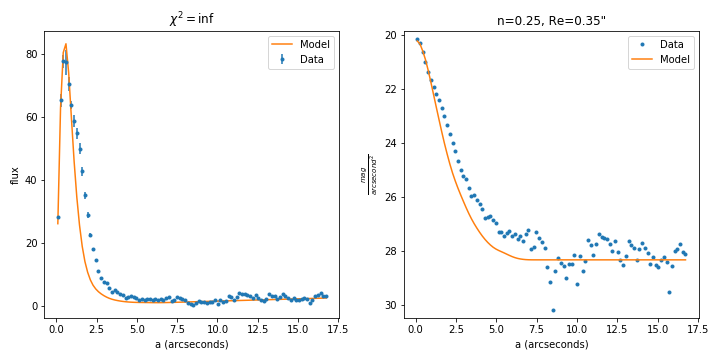 χ² = inf
flux
80
60
40
20
0
0.0 2.5 5.0 7.5 10.0 12.5 15.0 17.5
a (arcseconds)
Model
Data
n=0.25, Re=0.35"
mag
arcsecond²
20
22
24
26
28
30
0.0 2.5 5.0 7.5 10.0 12.5 15.0 17.5
a (arcseconds)
Data
Model